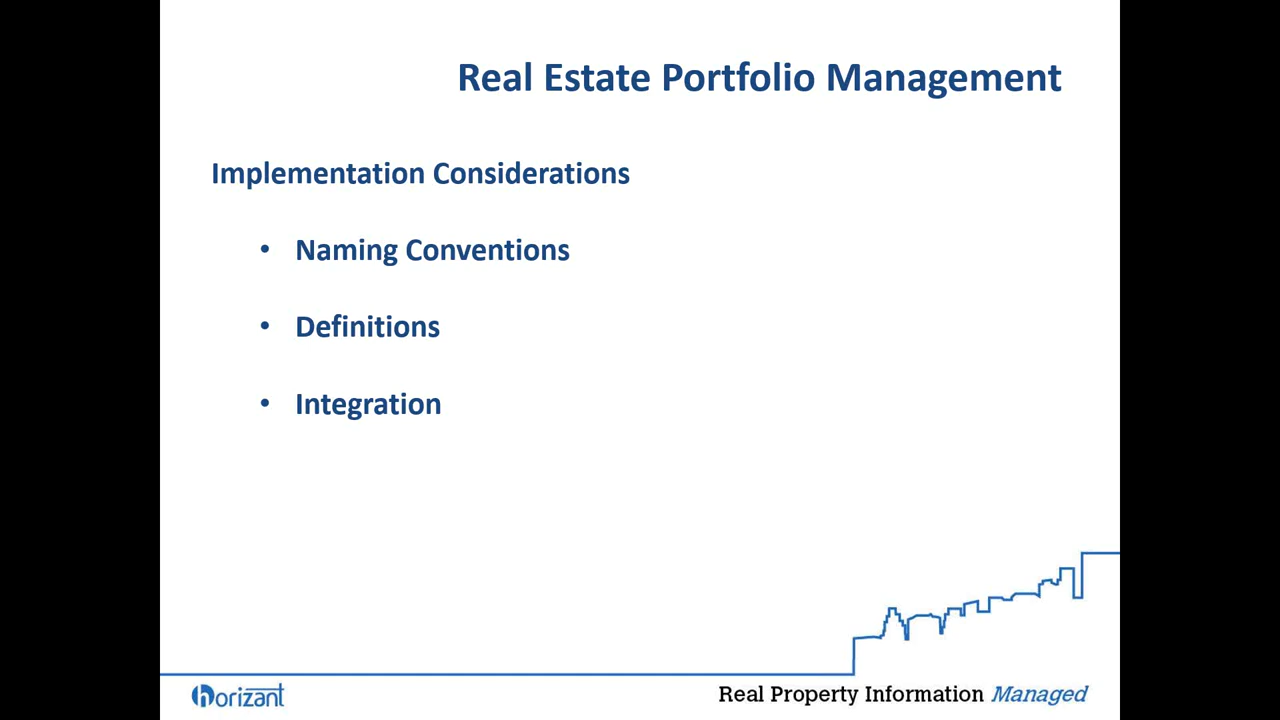 Real Estate Portfolio Management
Implementation Considerations
• Naming Conventions
• Definitions
• Integration
horizant
Real Property Information Managed